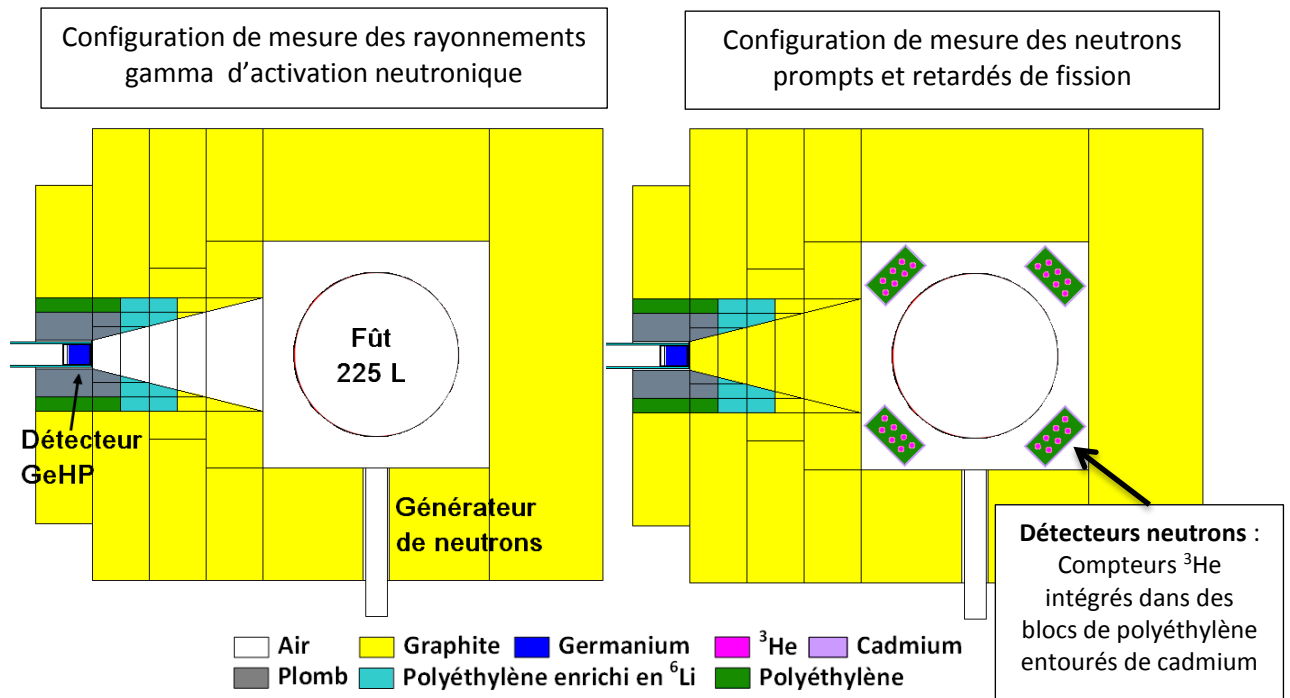 Configuration de mesure des rayonnements
gamma  d’activation neutronique
Configuration de mesure des neutrons
prompts et retardés de fission
Fût
225 L
Détecteur
GeHP
Générateur
de neutrons
Détecteurs neutrons :
Compteurs ³He
intégrés dans des
blocs de polyéthylène
entourés de cadmium
Air
Graphite
Germanium
³He
Cadmium
Plomb
Polyéthylène enrichi en ⁶Li
Polyéthylène